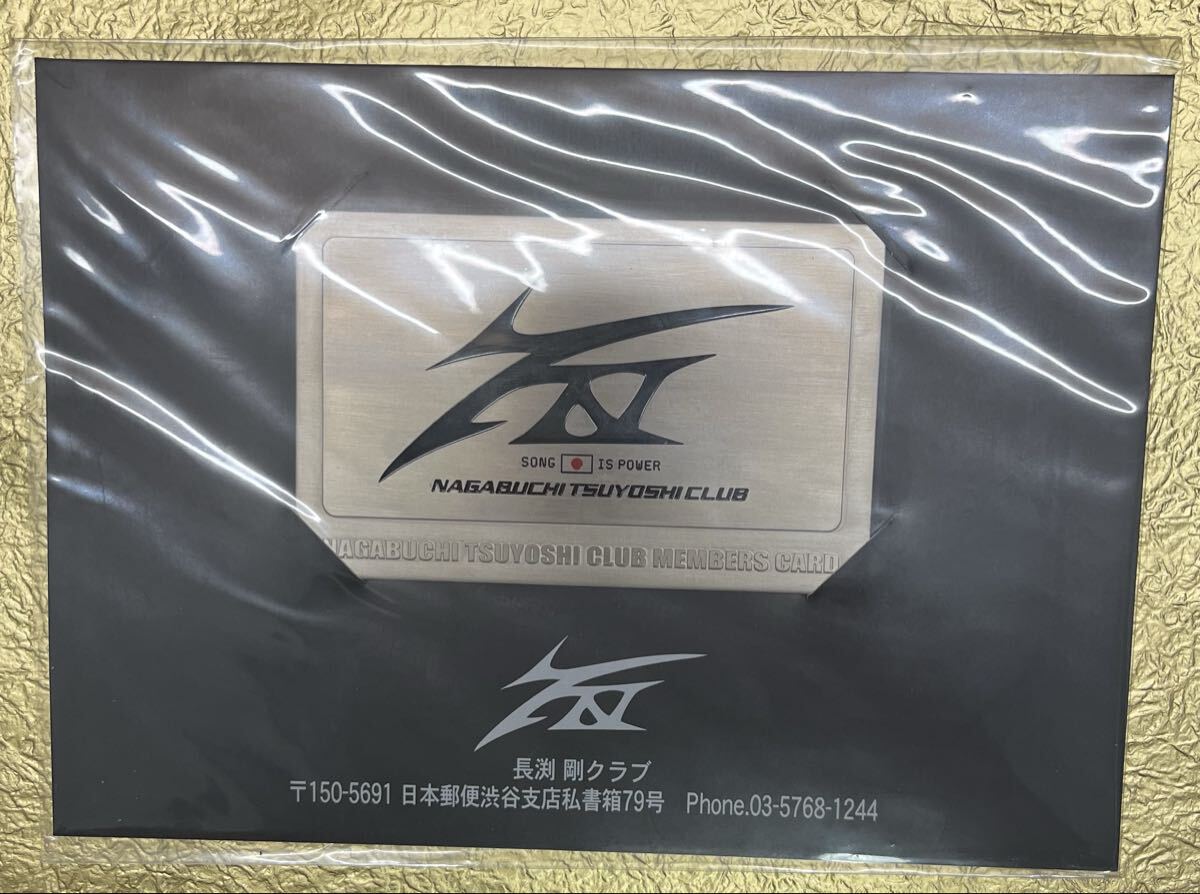 SONG IS POWER
NAGABUCHI TSUYOSHI CLUB
NAGABUCHI TSUYOSHI CLUB MEMBERS CARD
長渕 剛クラブ
〒150-5691 日本郵便渋谷支店私書箱79号 Phone.03-5768-1244